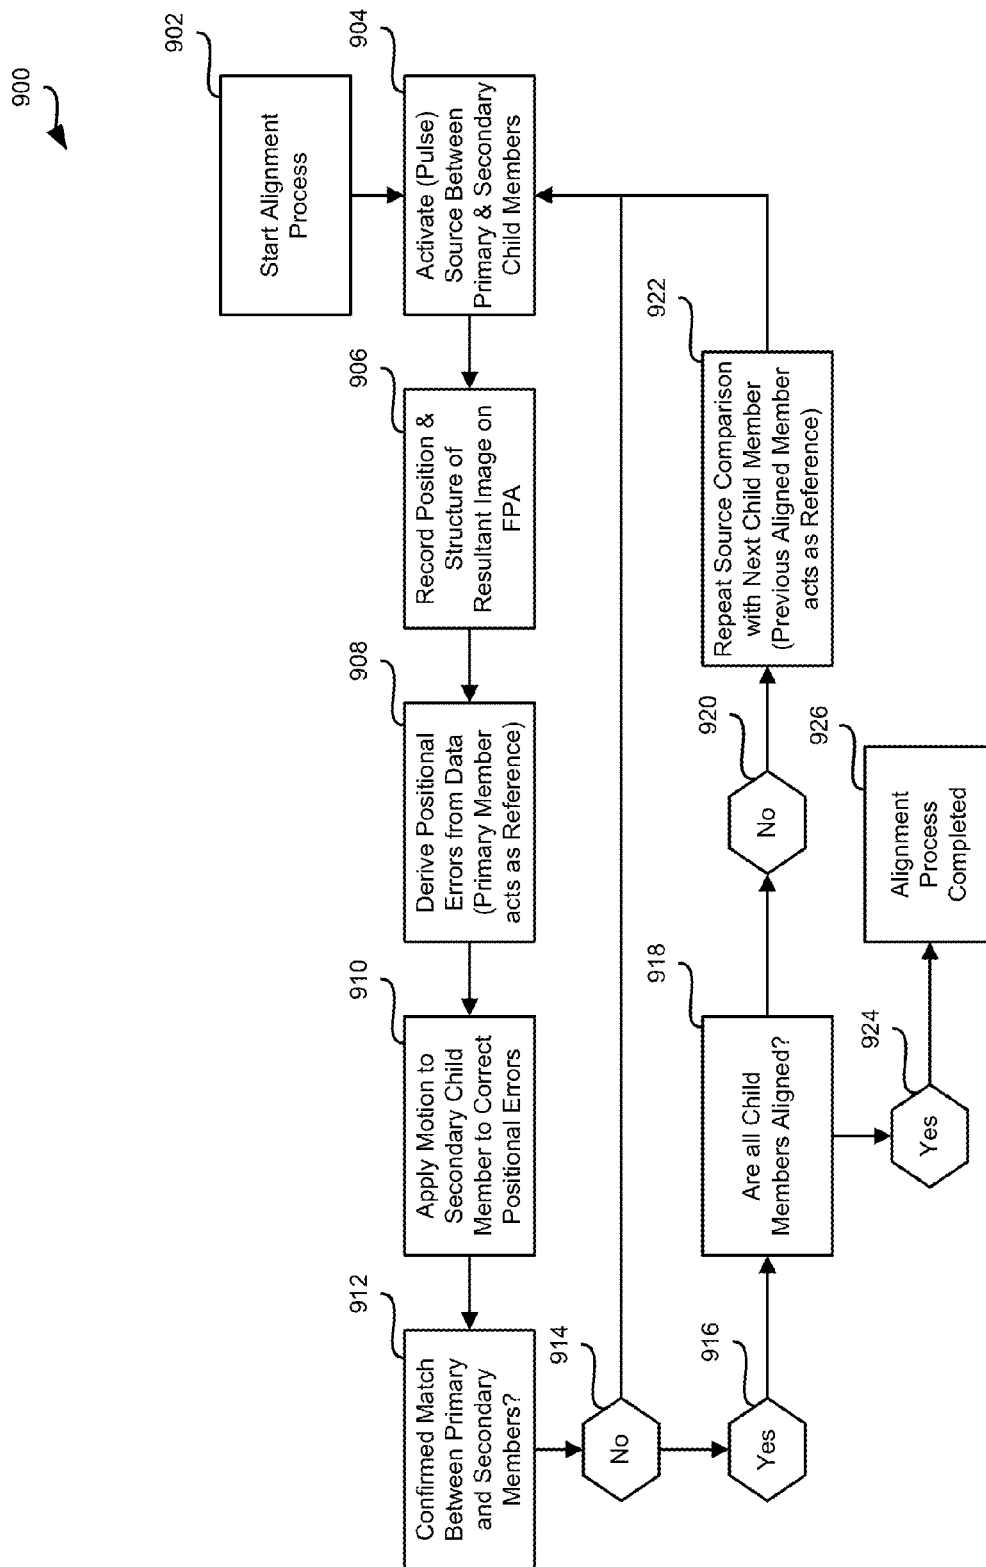 900
902
Start Alignment
Process
904
Activate (Pulse)
Source Between
Primary & Secondary
Child Members
906
Record Position &
Structure of
Resultant Image on
FPA
908
Derive Positional
Errors from Data
(Primary Member
acts as Reference)
910
Apply Motion to
Secondary Child
Member to Correct
Positional Errors
912
Confirmed Match
Between Primary
and Secondary
Members?
914
No
916
Yes
918
Are all Child
Members Aligned?
920
No
922
Repeat Source Comparison
with Next Child Member
(Previous Aligned Member
acts as Reference)
924
Yes
926
Alignment
Process
Completed